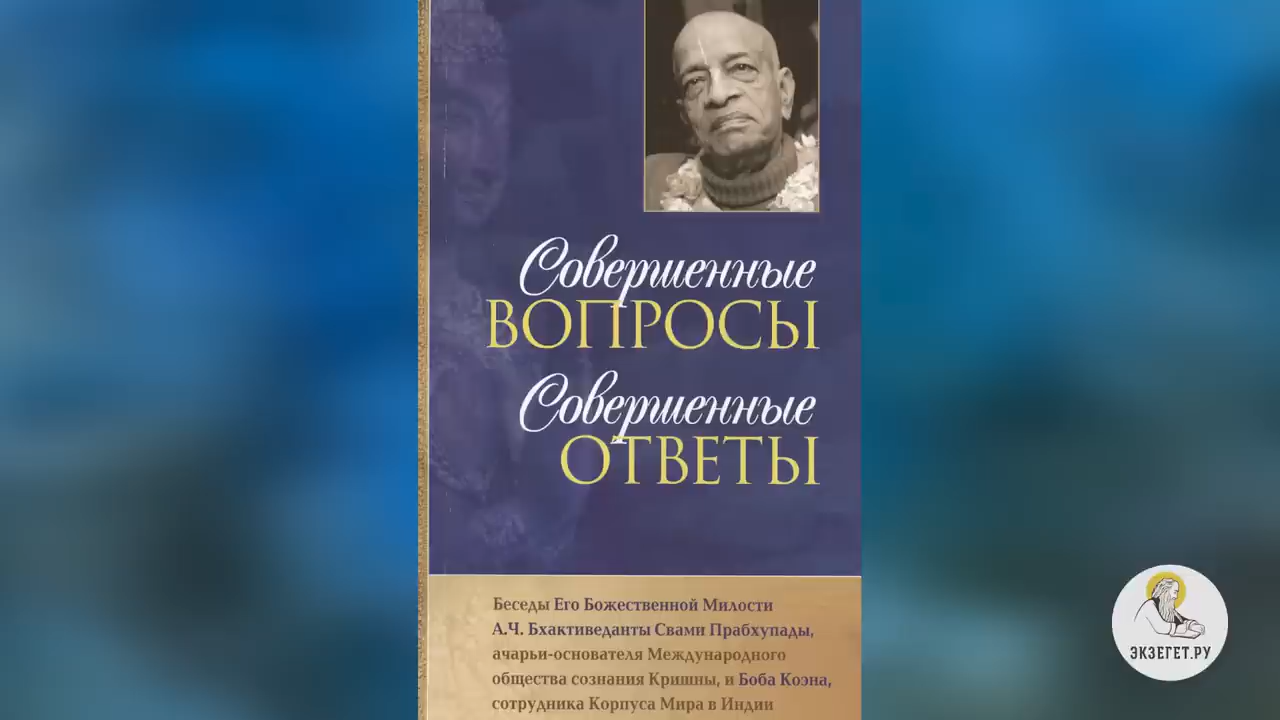 Совершенные
ВОПРОСЫ
Совершенные
ОТВЕТЫ
Беседы Его Божественной Милости
А.Ч. Бхактиведанты Свами Прабхупады,
ачарьи-основателя Международного
общества сознания Кришны, и Боба Коэна,
сотрудника Корпуса Мира в Индии
ЭКЗЕГЕТ.РУ